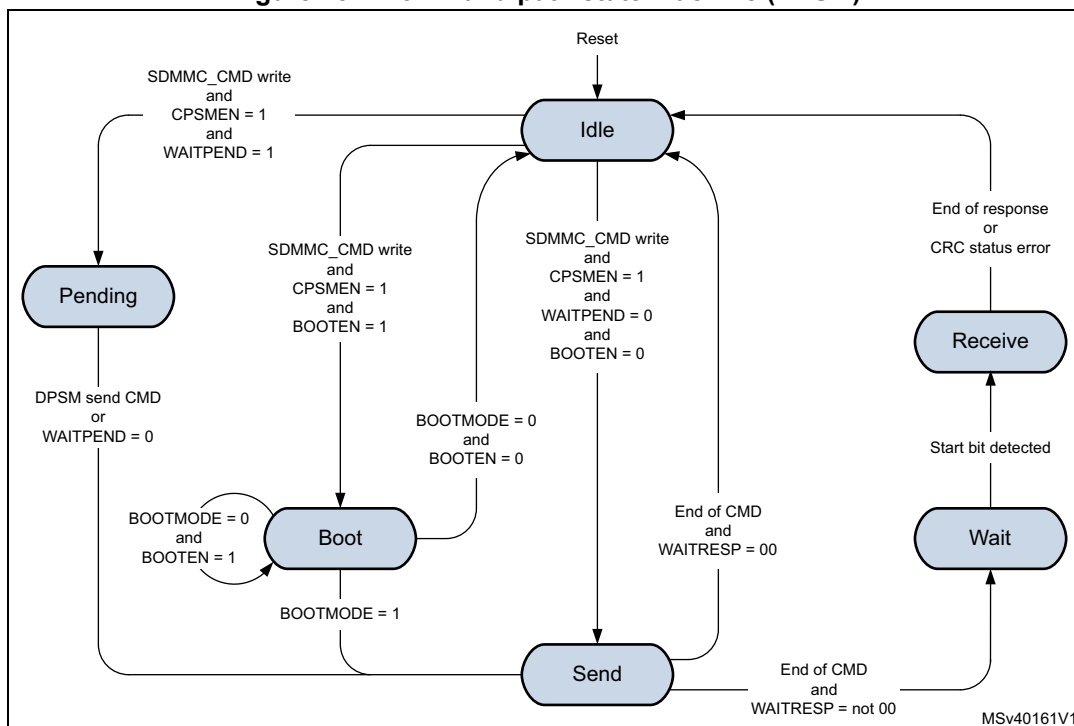 Reset
SDMMC_CMD write
and
CPSMEN = 1
and
WAITPEND = 1
Idle
SDMMC_CMD write
and
CPSMEN = 1
and
BOOTEN = 1
SDMMC_CMD write
and
CPSMEN = 1
and
WAITPEND = 0
and
BOOTEN = 0
End of response
or
CRC status error
Pending
Receive
DPSM send CMD
or
WAITPEND = 0
BOOTMODE = 0
and
BOOTEN = 0
Start bit detected
BOOTMODE = 0
and
BOOTEN = 1
Boot
End of CMD
and
WAITRESP = 00
Wait
BOOTMODE = 1
Send
End of CMD
and
WAITRESP = not 00
MSv40161V1